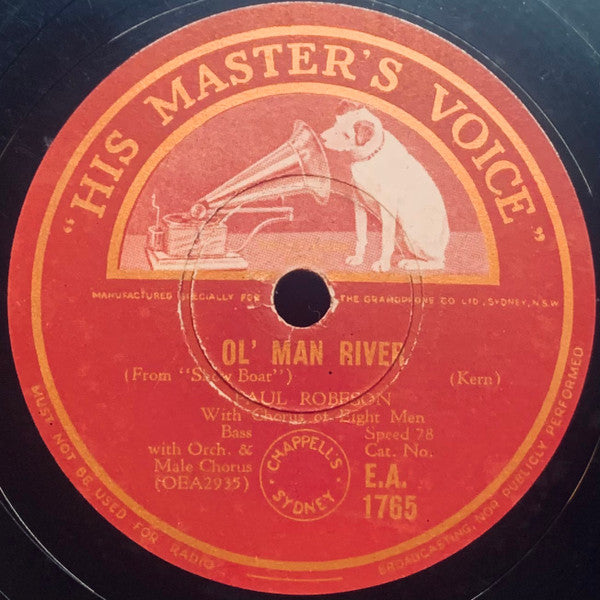 "HIS MASTER'S VOICE"
MANUFACTURED SPECIALLY FOR THE GRAMOPHONE CO LTD., SYDNEY, N.S.W
OL' MAN RIVER
(From "Show Boat") (Kern)
PAUL ROBESON
With Chorus of Eight Men
Bass Speed 78
with Orch. & Cat. No.
Male Chorus E.A.
(OEA2935) 1765
CHAPPELL'S
SYDNEY
MUST NOT BE USED FOR RADIO
BROADCASTING, NOR PUBLICLY PERFORMED